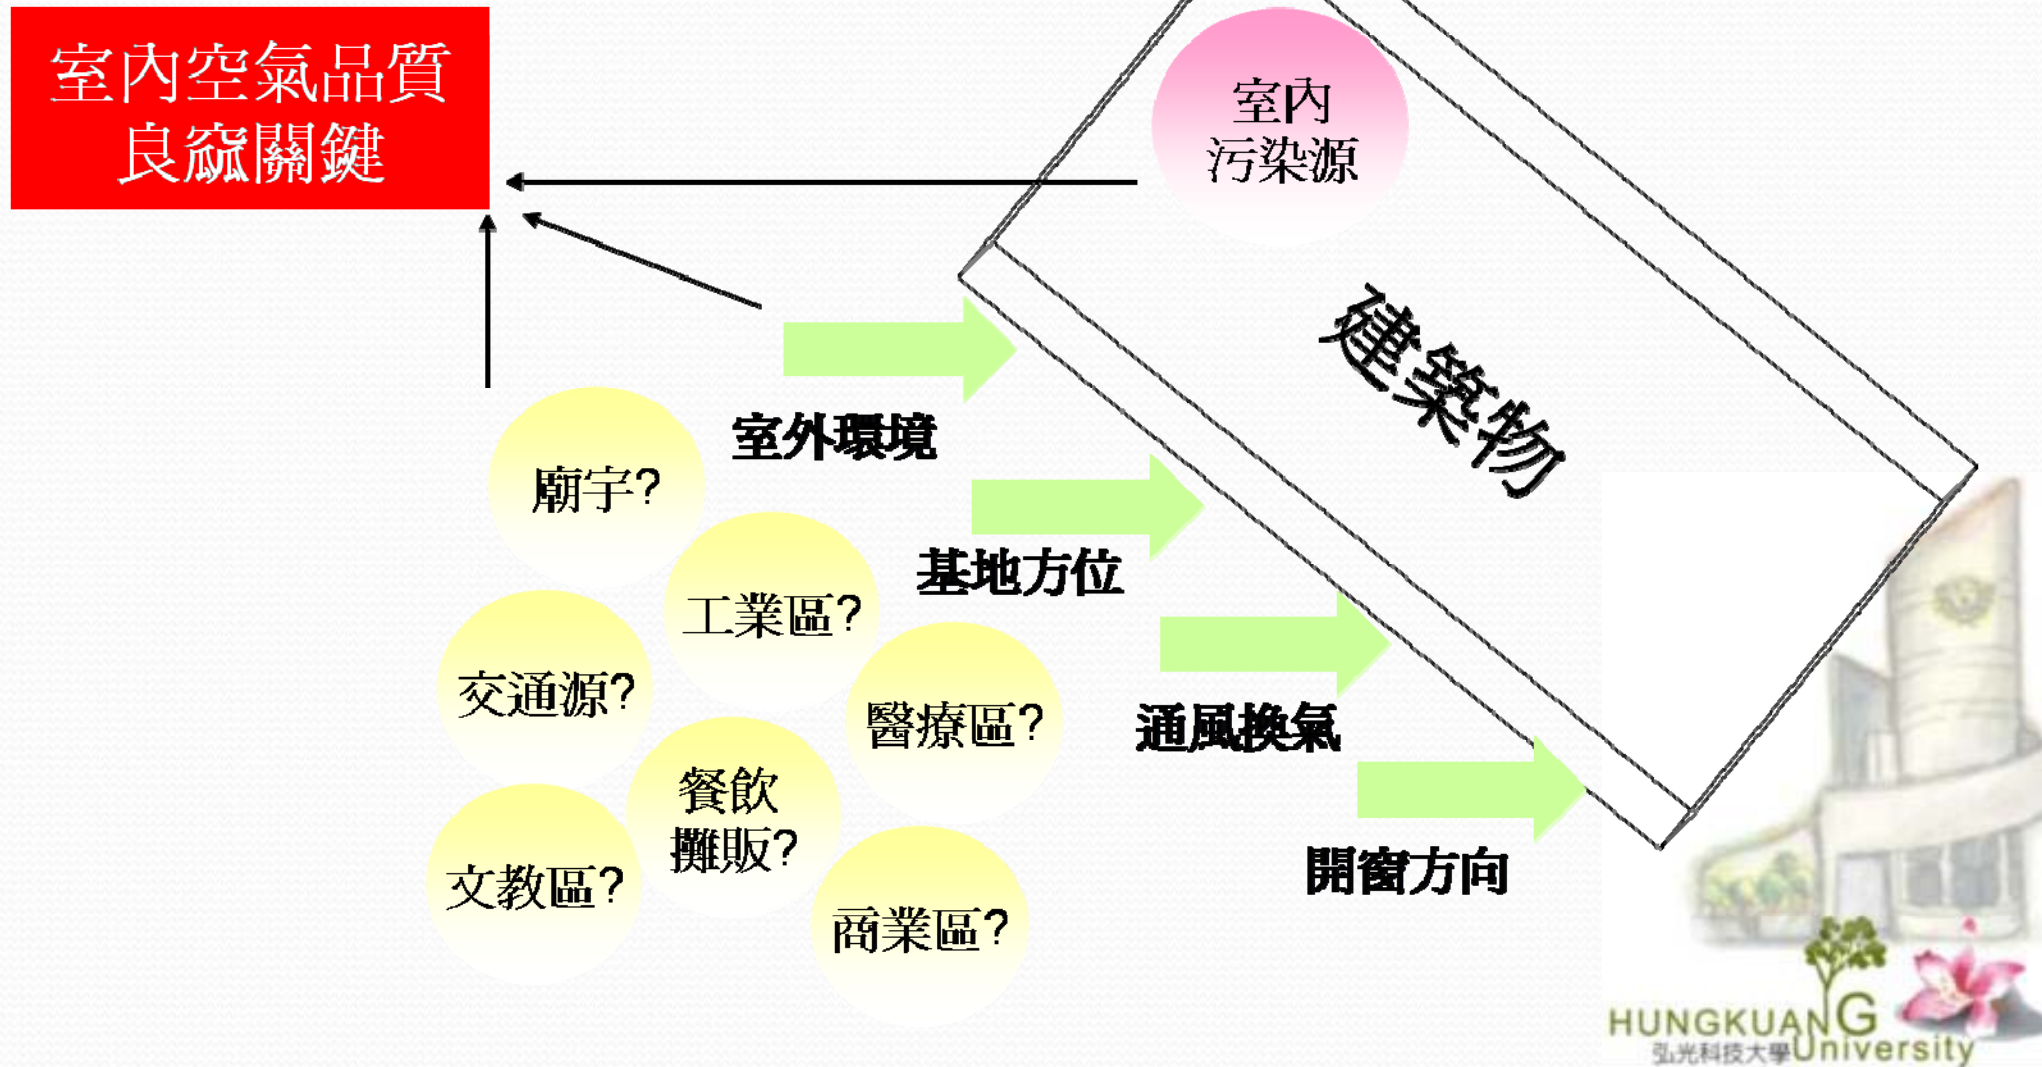 室內空氣品質
良窳關鍵
室內
污染源
建築物
室外環境
廟宇?
基地方位
工業區?
交通源?
醫療區?
通風換氣
餐飲
攤販?
文教區?
開窗方向
商業區?
HUNGKUANG
弘光科技大學University